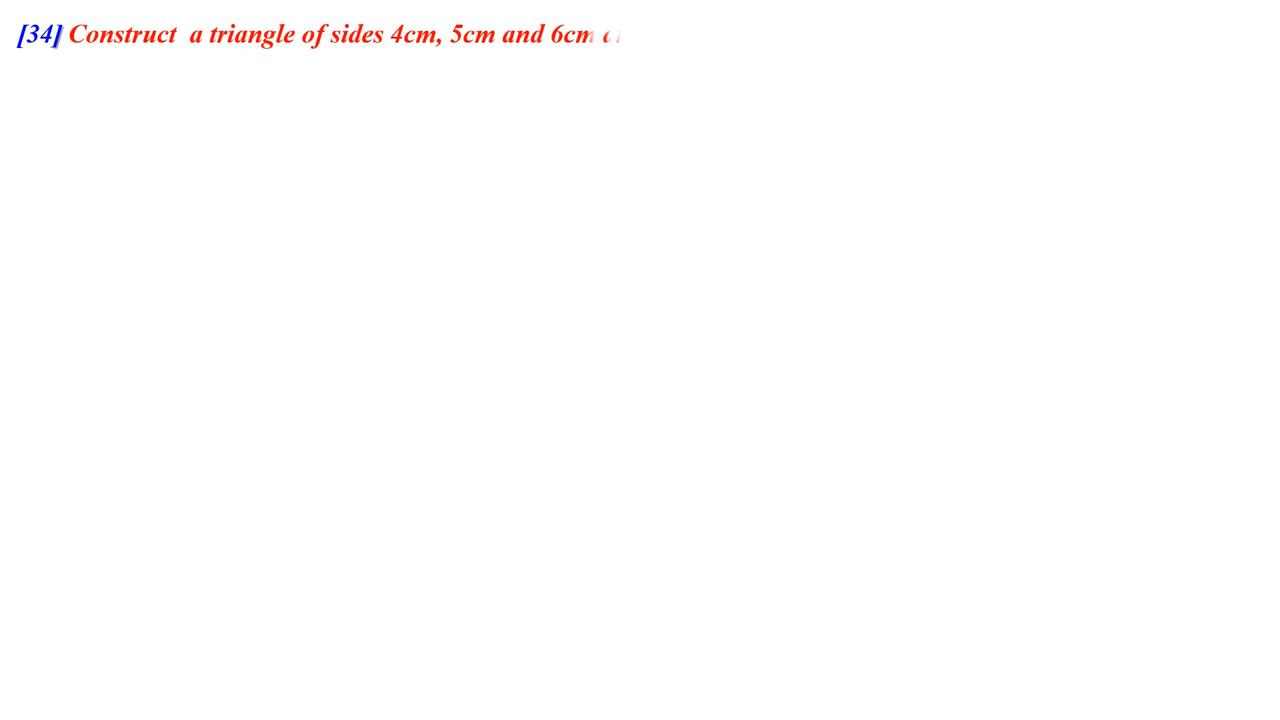 [34] Construct a triangle of sides 4cm, 5cm and 6cm